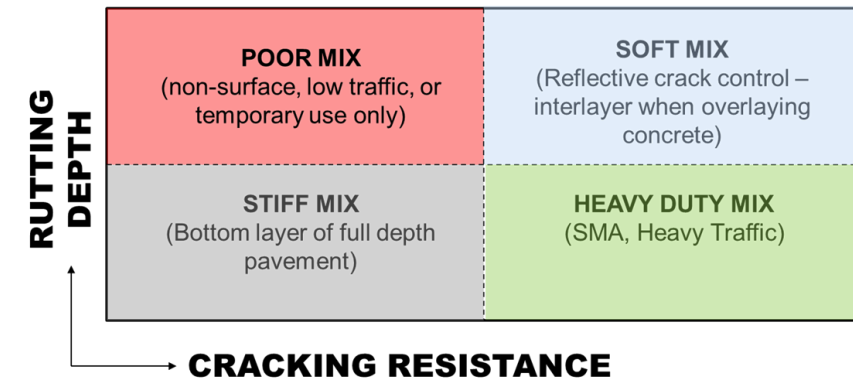 POOR MIX
(non-surface, low traffic, or
temporary use only)
SOFT MIX
(Reflective crack control –
interlayer when overlaying
concrete)
RUTTING
DEPTH
STIFF MIX
(Bottom layer of full depth
pavement)
HEAVY DUTY MIX
(SMA, Heavy Traffic)
CRACKING RESISTANCE